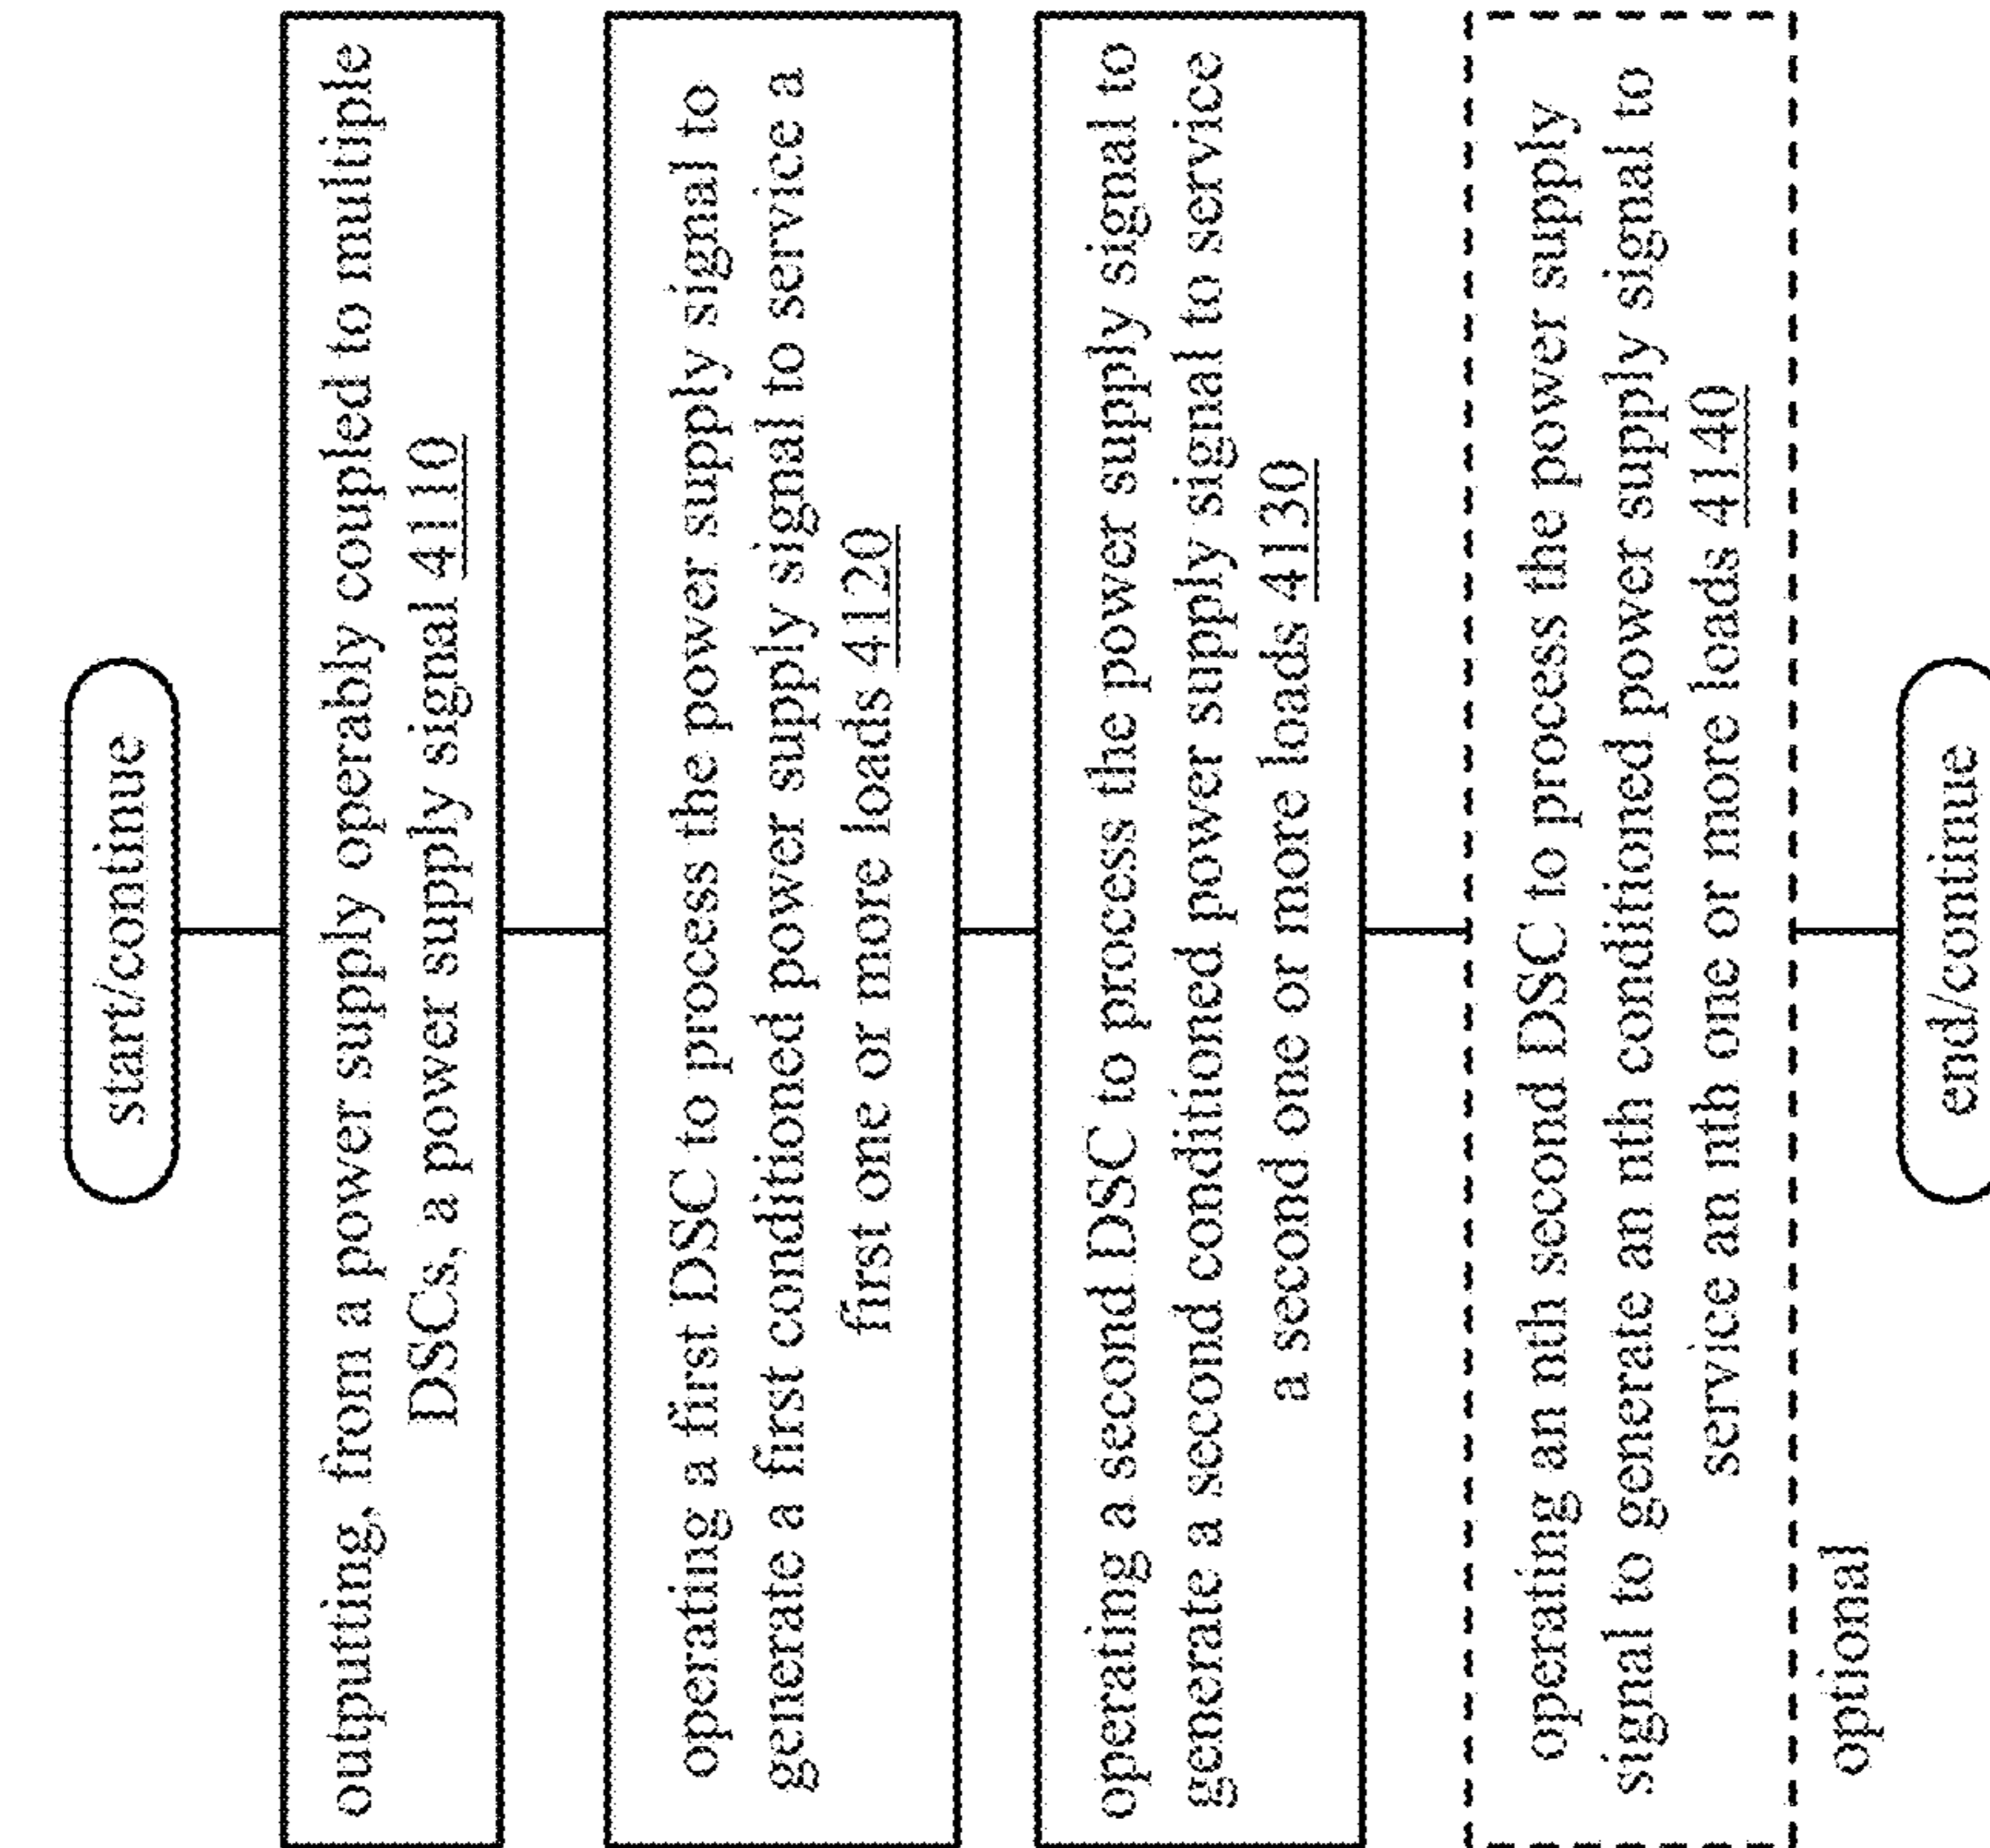 start/continue
outputting, from a power supply operably coupled to multiple
DSCs, a power supply signal 4110
operating a first DSC to process the power supply signal to
generate a first conditioned power supply signal to service a
first one or more loads 4120
operating a second DSC to process the power supply signal to
generate a second conditioned power supply signal to service
a second one or more loads 4130
operating an nth second DSC to process the power supply
signal to generate an nth conditioned power supply signal to
service an nth one or more loads 4140
optional
end/continue